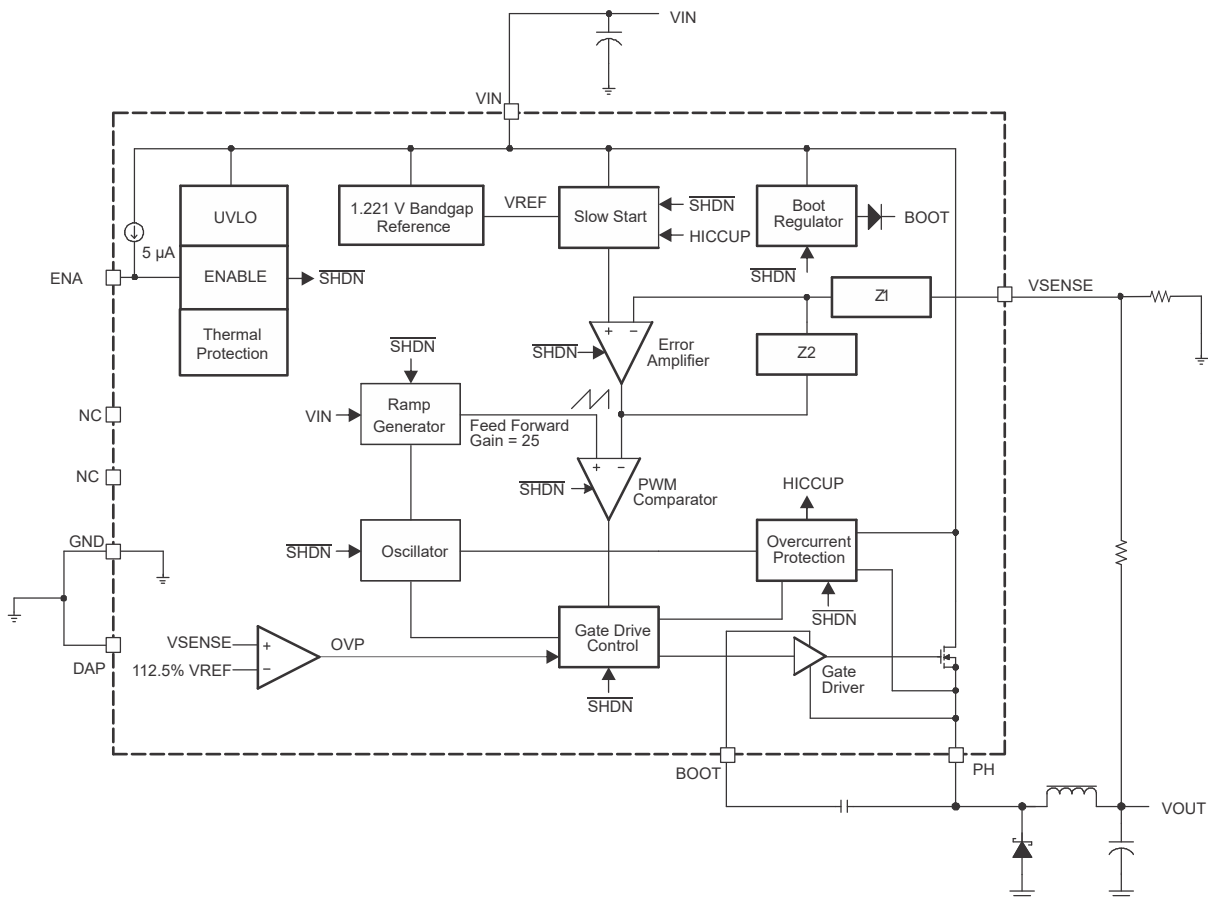 VIN
VIN
UVLO
1.221 V Bandgap
Reference
VREF
Slow Start
SHDN
HICCUP
Boot
Regulator
BOOT
SHDN
5 µA
ENA
ENABLE
SHDN
Thermal
Protection
Z1
VSENSE
+ −
SHDN
Error
Amplifier
Z2
SHDN
VIN
Ramp
Generator
Feed Forward
Gain = 25
NC
NC
+ −
SHDN
PWM
Comparator
HICCUP
GND
SHDN
Oscillator
Overcurrent
Protection
SHDN
DAP
VSENSE
+
112.5% VREF
−
OVP
Gate Drive
Control
SHDN
Gate
Driver
BOOT
PH
VOUT